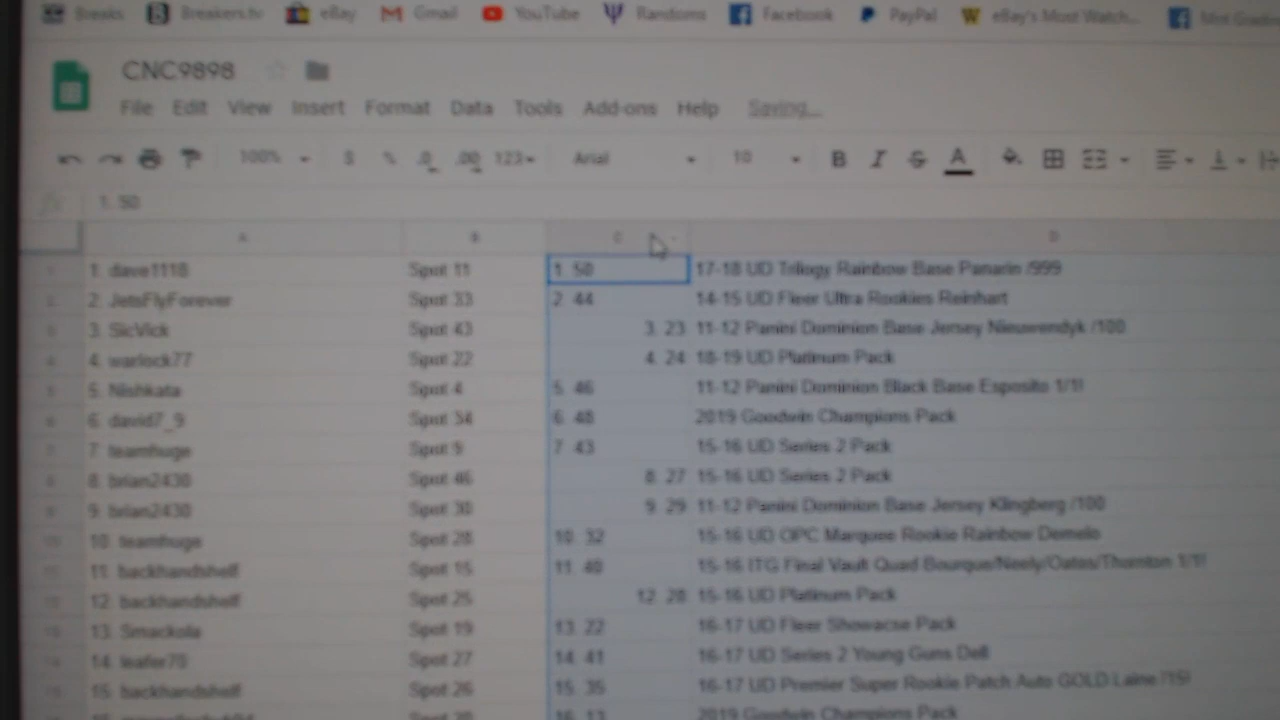 Breaks Breakers.tv eBay Gmail YouTube Randoms Facebook PayPal eBay's Most Watch...
CNC9898
File Edit View Insert Format Data Tools Add-ons Help Saving...
100% $ % .0 .00 123 Arial 10 B I S A
fx 1. 50
A B C D
1. dave1118 Spot 11 1. 50 17-18 UD Trilogy Rainbow Base Panarin /999
2. JetsFlyForever Spot 33 2. 44 14-15 UD Fleer Ultra Rookies Reinhart
3. SicVick Spot 43 3. 23 11-12 Panini Dominion Base Jersey Nieuwendyk /100
4. warlock77 Spot 22 4. 24 18-19 UD Platinum Pack
5. Nishkata Spot 4 5. 46 11-12 Panini Dominion Black Base Esposito 1/1!
6. david7_9 Spot 34 6. 48 2019 Goodwin Champions Pack
7. teamhuge Spot 9 7. 43 15-16 UD Series 2 Pack
8. brian2430 Spot 46 8. 27 15-16 UD Series 2 Pack
9. brian2430 Spot 30 9. 29 11-12 Panini Dominion Base Jersey Klingberg /100
10. teamhuge Spot 28 10. 32 15-16 UD OPC Marquee Rookie Rainbow Demelo
11. backhandshelf Spot 15 11. 40 15-16 ITG Final Vault Quad Bourque/Neely/Oates/Thornton 1/1!
12. backhandshelf Spot 25 12. 28 15-16 UD Platinum Pack
13. Smackola Spot 19 13. 22 16-17 UD Fleer Showacse Pack
14. leafer70 Spot 27 14. 41 16-17 UD Series 2 Young Guns Dell
15. backhandshelf Spot 26 15. 35 16-17 UD Premier Super Rookie Patch Auto GOLD Laine /15!
16. 13 2019 Goodwin Champions Pack